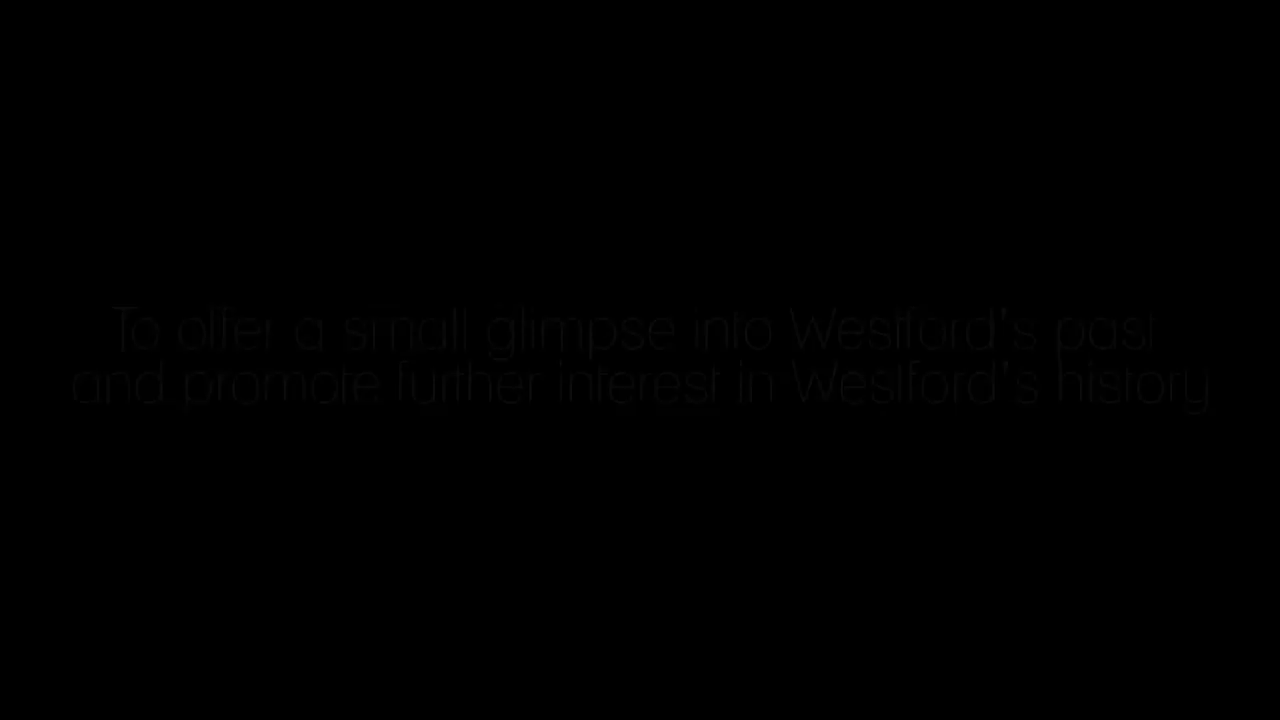 To offer a small glimpse into Westford's past
and promote further interest in Westford's history